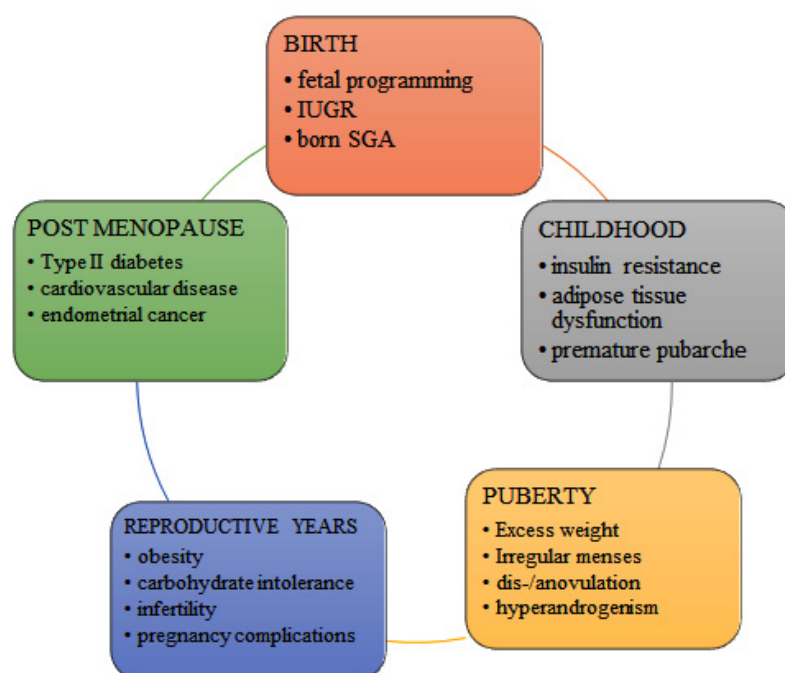 BIRTH
• fetal programming
• IUGR
• born SGA
CHILDHOOD
• insulin resistance
• adipose tissue
dysfunction
• premature pubarche
PUBERTY
• Excess weight
• Irregular menses
• dis-/anovulation
• hyperandrogenism
REPRODUCTIVE YEARS
• obesity
• carbohydrate intolerance
• infertility
• pregnancy complications
POST MENOPAUSE
• Type II diabetes
• cardiovascular disease
• endometrial cancer